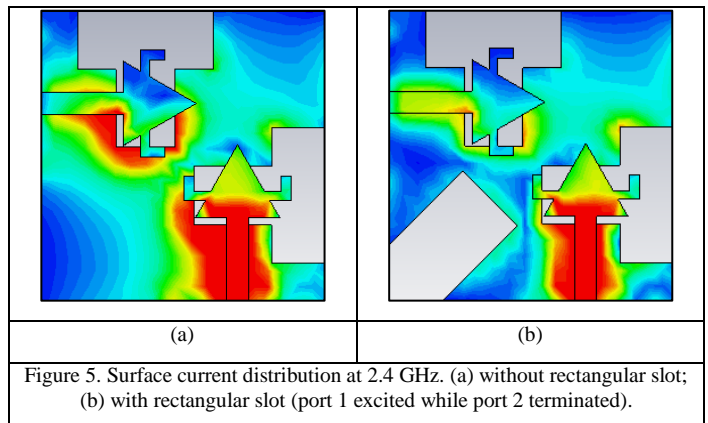 (a)
(b)
Figure 5. Surface current distribution at 2.4 GHz. (a) without rectangular slot;
(b) with rectangular slot (port 1 excited while port 2 terminated).